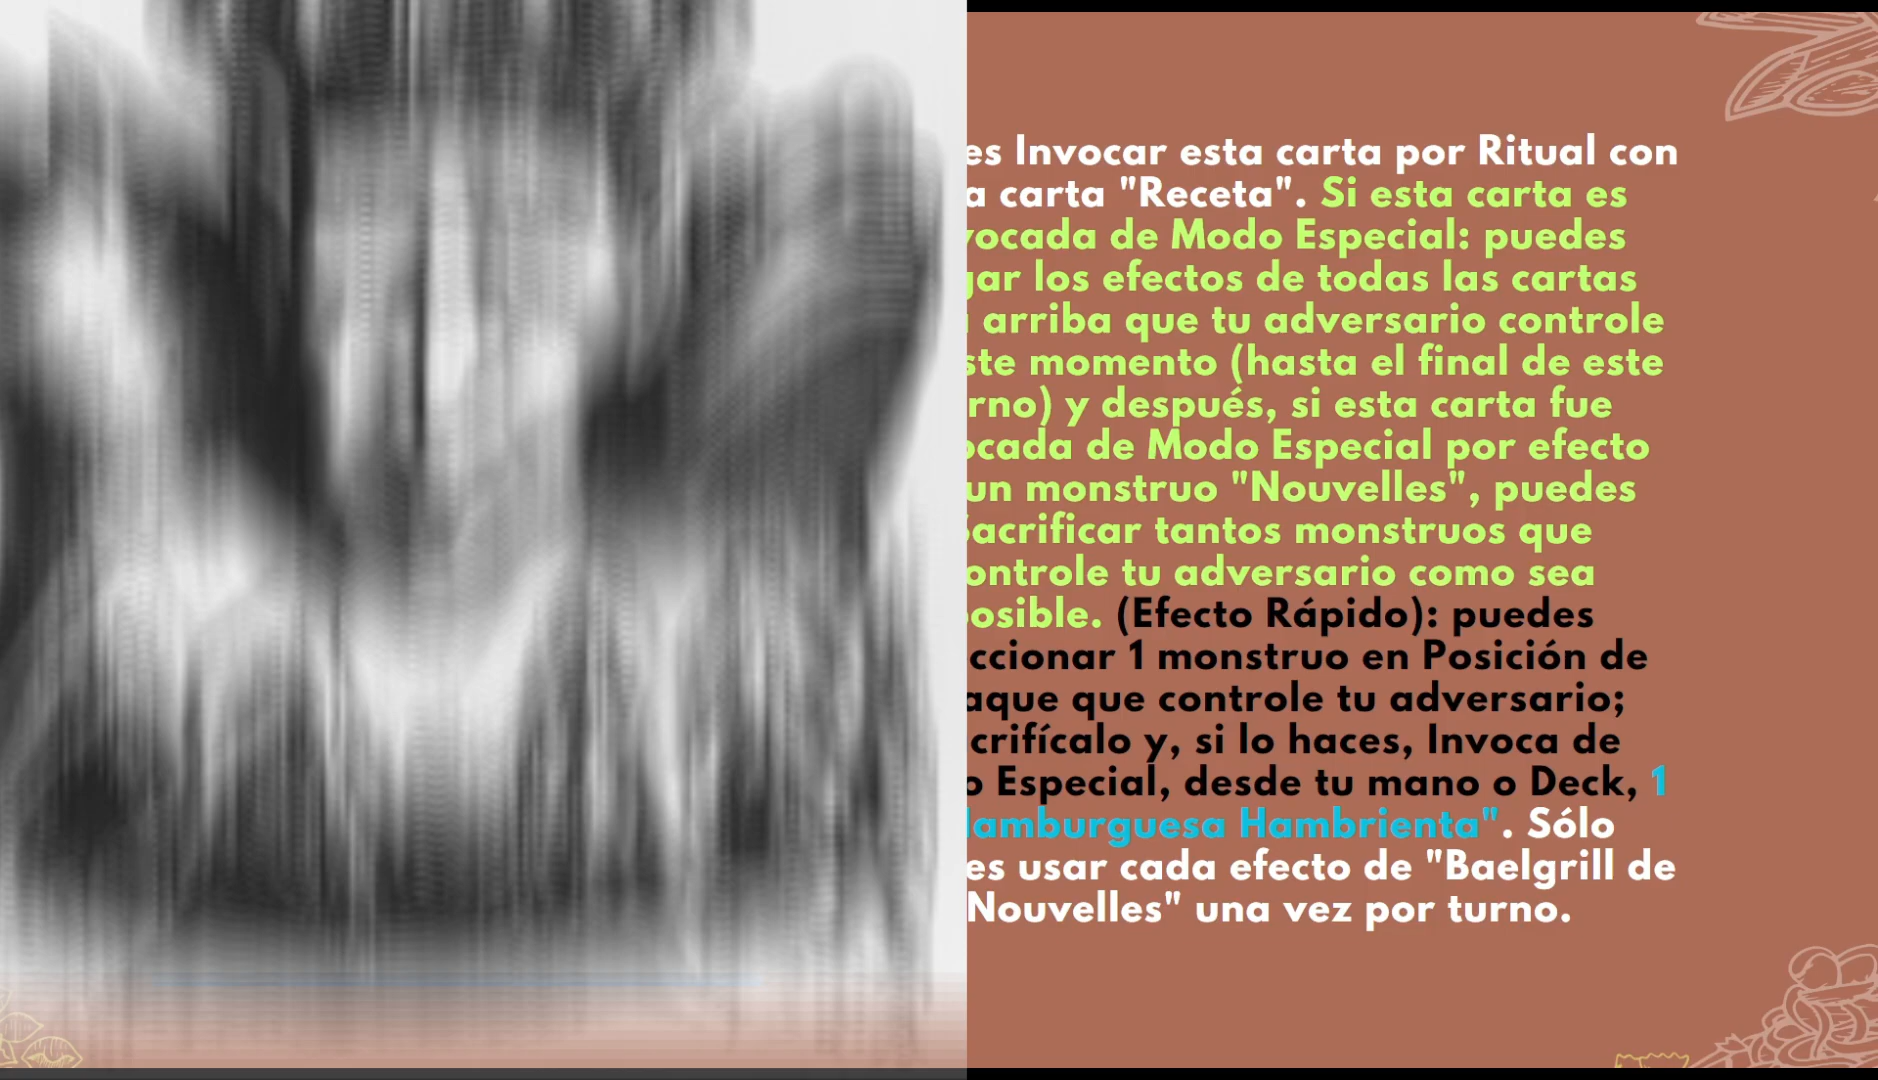 es Invocar esta carta por Ritual con
a carta "Receta". Si esta carta es
vocada de Modo Especial: puedes
gar los efectos de todas las cartas
arriba que tu adversario controle
ste momento (hasta el final de este
rno) y después, si esta carta fue
ocada de Modo Especial por efecto
un monstruo "Nouvelles", puedes
Sacrificar tantos monstruos que
ontrole tu adversario como sea
posible. (Efecto Rápido): puedes
ccionar 1 monstruo en Posición de
aque que controle tu adversario;
crifícalo y, si lo haces, Invoca de
o Especial, desde tu mano o Deck, 1
Hamburguesa Hambrienta". Sólo
es usar cada efecto de "Baelgrill de
Nouvelles" una vez por turno.